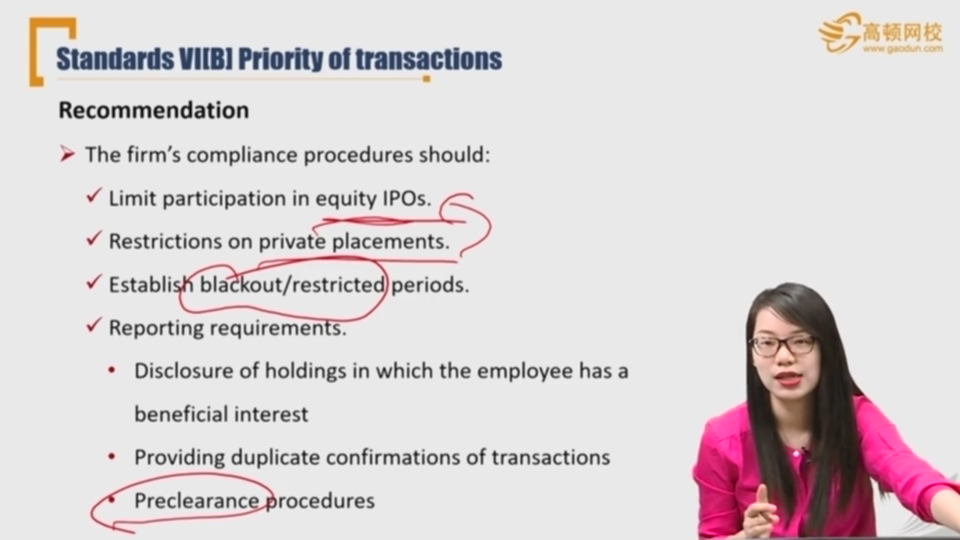 Standards VI[B] Priority of transactions
高顿网校
www.gaodun.com
Recommendation
The firm's compliance procedures should:
Limit participation in equity IPOs.
Restrictions on private placements.
Establish blackout/restricted periods.
Reporting requirements.
Disclosure of holdings in which the employee has a
beneficial interest
Providing duplicate confirmations of transactions
Preclearance procedures